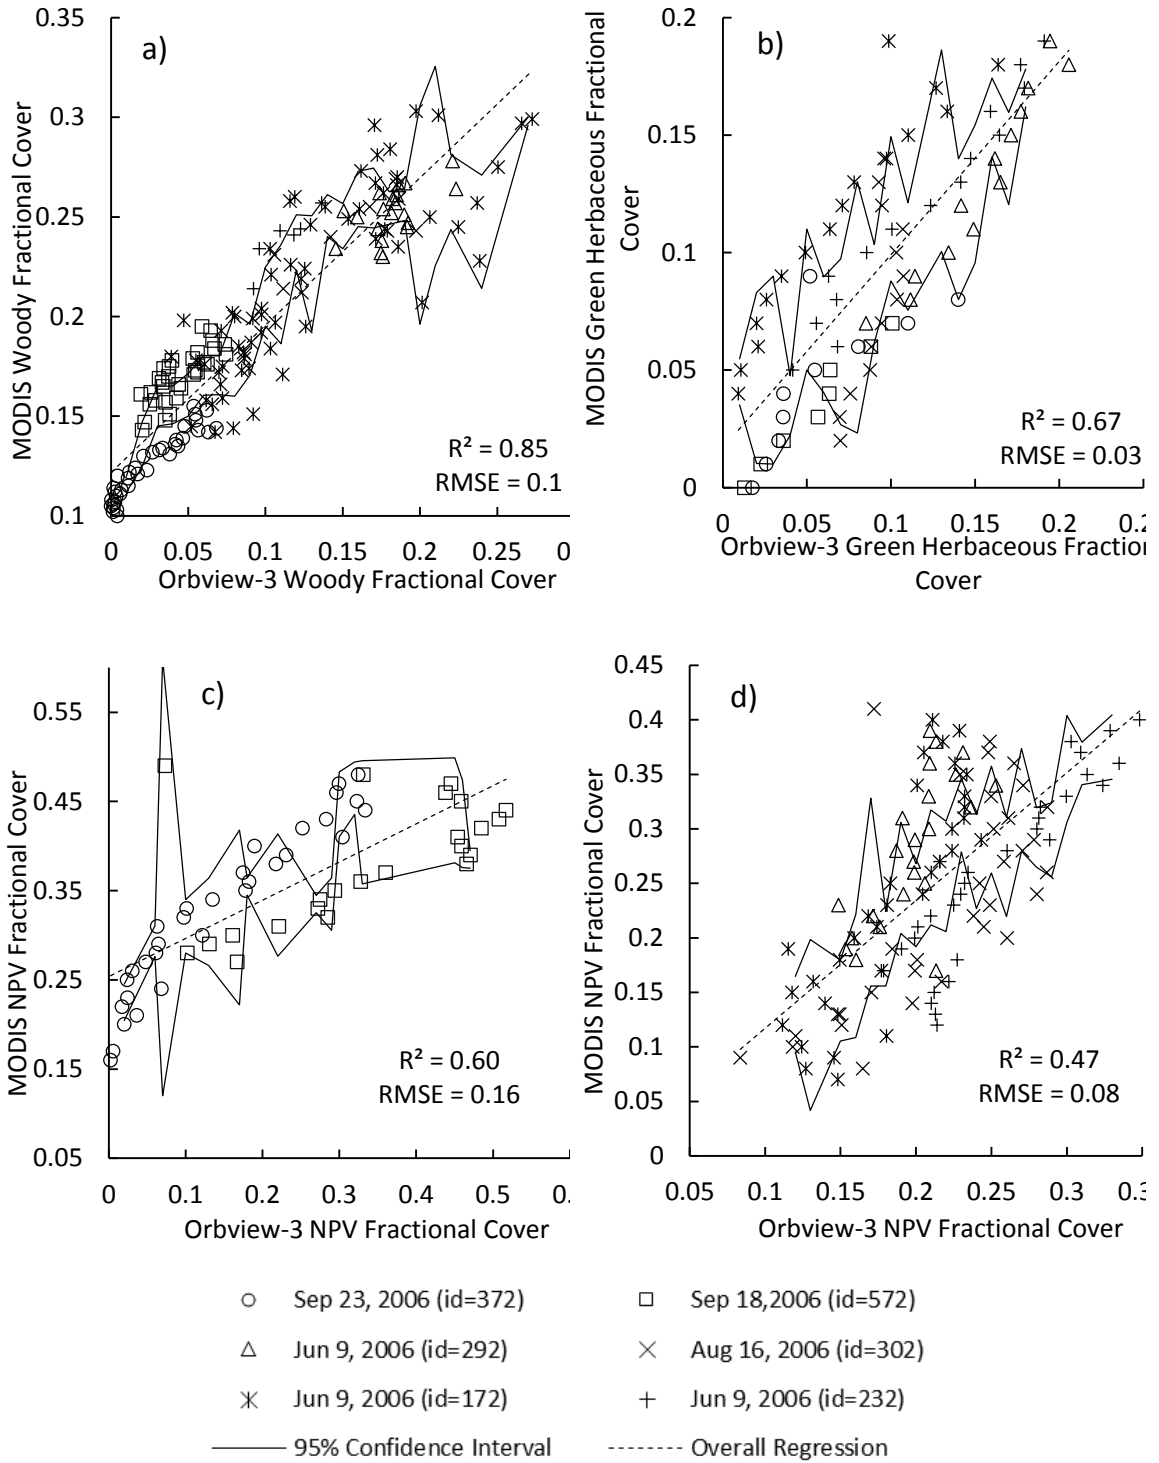 a)
0.35
0.3
0.25
0.2
0.15
0.1
MODIS Woody Fractional Cover
R² = 0.85
RMSE = 0.1
0 0.05 0.1 0.15 0.2 0.25 0
Orbview-3 Woody Fractional Cover
b)
0.2
0.15
0.1
0.05
0
MODIS Green Herbaceous Fractional
Cover
R² = 0.67
RMSE = 0.03
0 0.05 0.1 0.15 0.2 0.2
Orbview-3 Green Herbaceous Fraction
Cover
c)
0.55
0.45
0.35
0.25
0.15
0.05
MODIS NPV Fractional Cover
R² = 0.60
RMSE = 0.16
0 0.1 0.2 0.3 0.4 0.5 0.
Orbview-3 NPV Fractional Cover
d)
0.45
0.4
0.35
0.3
0.25
0.2
0.15
0.1
0.05
0
MODIS NPV Fractional Cover
R² = 0.47
RMSE = 0.08
0.05 0.1 0.15 0.2 0.25 0.3 0.3
Orbview-3 NPV Fractional Cover
Sep 23, 2006 (id=372)
Sep 18,2006 (id=572)
Jun 9, 2006 (id=292)
Aug 16, 2006 (id=302)
Jun 9, 2006 (id=172)
Jun 9, 2006 (id=232)
95% Confidence Interval
Overall Regression